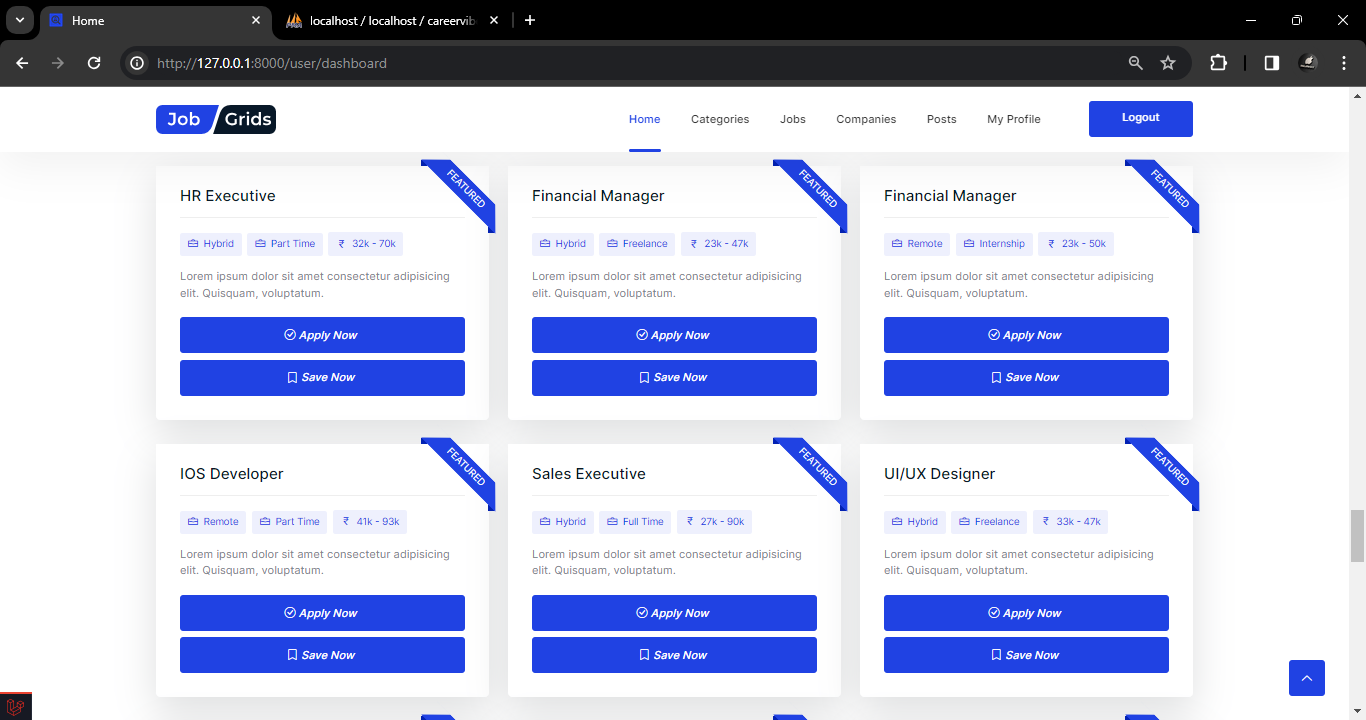 Home
localhost / localhost / careervib
http://127.0.0.1:8000/user/dashboard
Job Grids
Home Categories Jobs Companies Posts My Profile Logout
FEATURED FEATURED FEATURED
HR Executive Financial Manager Financial Manager
Hybrid Part Time ₹ 32k - 70k Hybrid Freelance ₹ 23k - 47k Remote Internship ₹ 23k - 50k
Lorem ipsum dolor sit amet consectetur adipisicing Lorem ipsum dolor sit amet consectetur adipisicing Lorem ipsum dolor sit amet consectetur adipisicing
elit. Quisquam, voluptatum. elit. Quisquam, voluptatum. elit. Quisquam, voluptatum.
Apply Now Apply Now Apply Now
Save Now Save Now Save Now
FEATURED FEATURED FEATURED
IOS Developer Sales Executive UI/UX Designer
Remote Part Time ₹ 41k - 93k Hybrid Full Time ₹ 27k - 90k Hybrid Freelance ₹ 33k - 47k
Lorem ipsum dolor sit amet consectetur adipisicing Lorem ipsum dolor sit amet consectetur adipisicing Lorem ipsum dolor sit amet consectetur adipisicing
elit. Quisquam, voluptatum. elit. Quisquam, voluptatum. elit. Quisquam, voluptatum.
Apply Now Apply Now Apply Now
Save Now Save Now Save Now